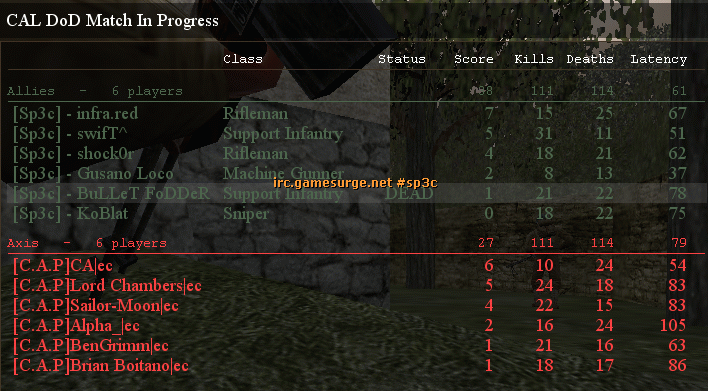 CAL DoD Match In Progress
Class Status Score Kills Deaths Latency
Allies - 6 players 111 114 61
[Sp3c] - infra.red Rifleman 7 15 25 67
[Sp3c] - swifT^ Support Infantry 5 31 11 51
[Sp3c] - shock0r Rifleman 4 18 21 62
[Sp3c] - Gusano Loco Machine Gunner 2 8 13 37
irc.gamesurge.net #sp3c
[Sp3c] - BuLLeT FoDDeR Support Infantry DEAD 1 21 22 78
[Sp3c] - KoBlat Sniper 0 18 22 75
Axis - 6 players 27 111 114 79
[C.A.P]CA|ec 6 10 24 54
[C.A.P]Lord Chambers|ec 5 24 18 83
[C.A.P]Sailor-Moon|ec 4 22 15 83
[C.A.P]Alpha_|ec 2 16 24 105
[C.A.P]BenGrimm|ec 1 21 16 63
[C.A.P]Brian Boitano|ec 1 18 17 86